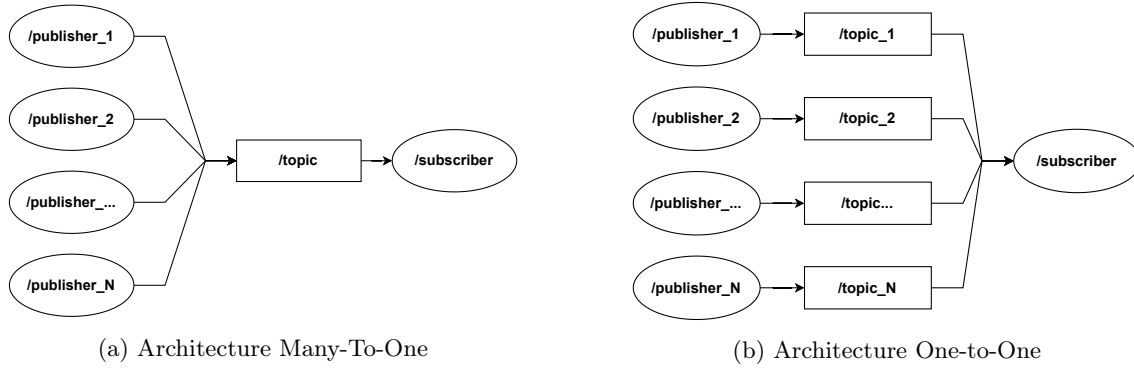 /publisher_1
/publisher_2
/publisher_...
/publisher_N
/topic
/subscriber
(a) Architecture Many-To-One
/publisher_1
/topic_1
/publisher_2
/topic_2
/publisher_...
/topic...
/publisher_N
/topic_N
/subscriber
(b) Architecture One-to-One